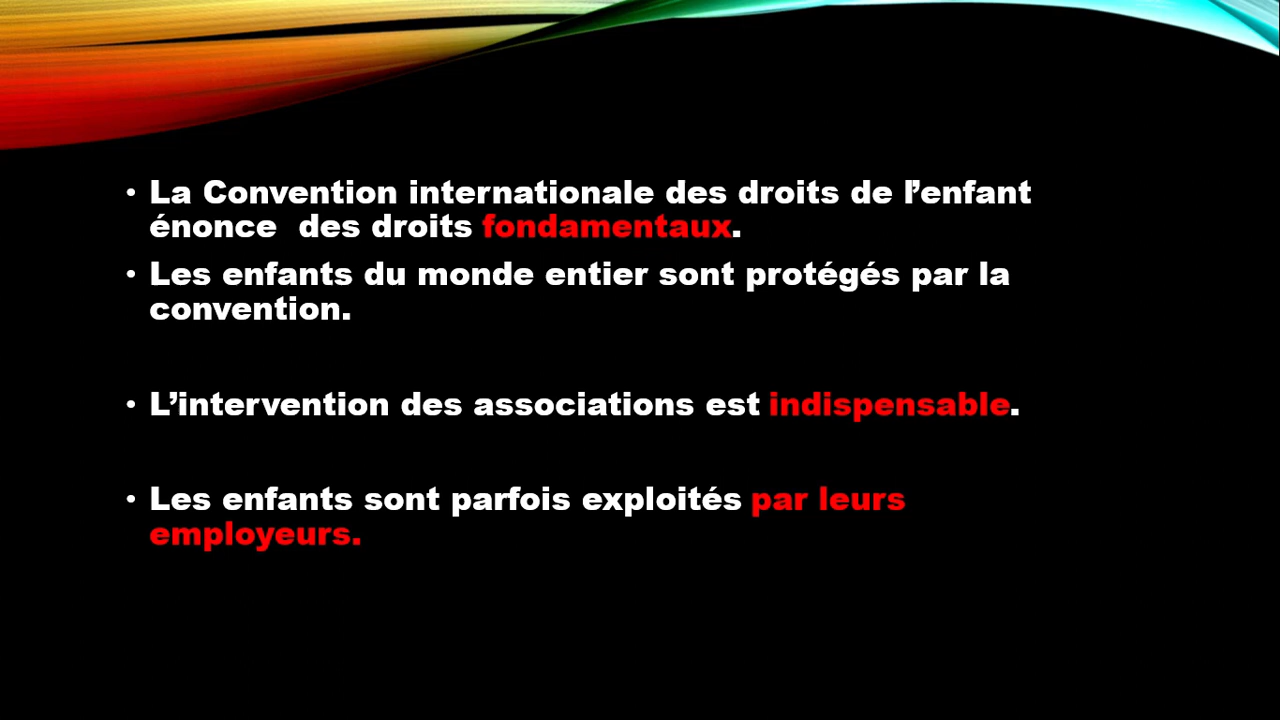 • La Convention internationale des droits de l’enfant
énonce  des droits fondamentaux.
• Les enfants du monde entier sont protégés par la
convention.
• L’intervention des associations est indispensable.
• Les enfants sont parfois exploités par leurs
employeurs.